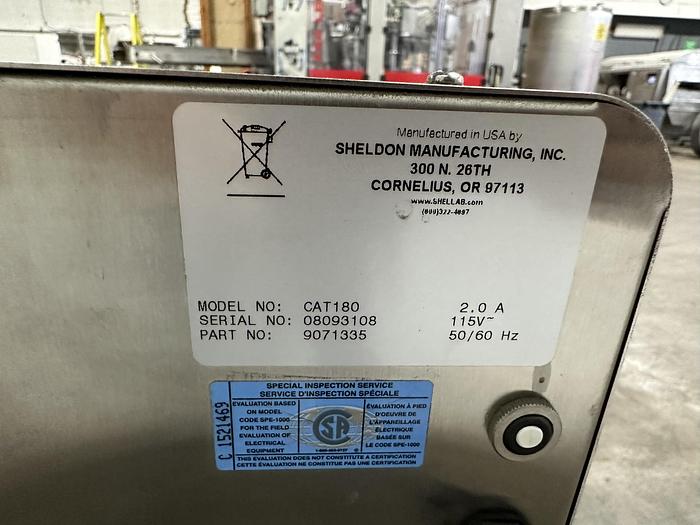 Manufactured in USA by
SHELDON MANUFACTURING, INC.
300 N. 26TH
CORNELIUS, OR 97113
www.SHELLAB.com
MODEL NO: CAT180 2.0 A
SERIAL NO: 08093108 115V~
PART NO: 9071335 50/60 Hz
SPECIAL INSPECTION SERVICE
SERVICE D'INSPECTION SPÉCIALE
C 1521469
EVALUATION BASED
ON MODEL
CODE SPE-1000
FOR THE FIELD
EVALUATION OF
ELECTRICAL
EQUIPMENT
ÉVALUATION À PIED
D'OEUVRE DE
L'APPAREILLAGE
ÉLECTRIQUE
BASÉE SUR
LE CODE SPE-1000
THIS EVALUATION DOES NOT CONSTITUTE A CERTIFICATION
CETTE ÉVALUATION NE CONSTITUE PAS UNE CERTIFICATION